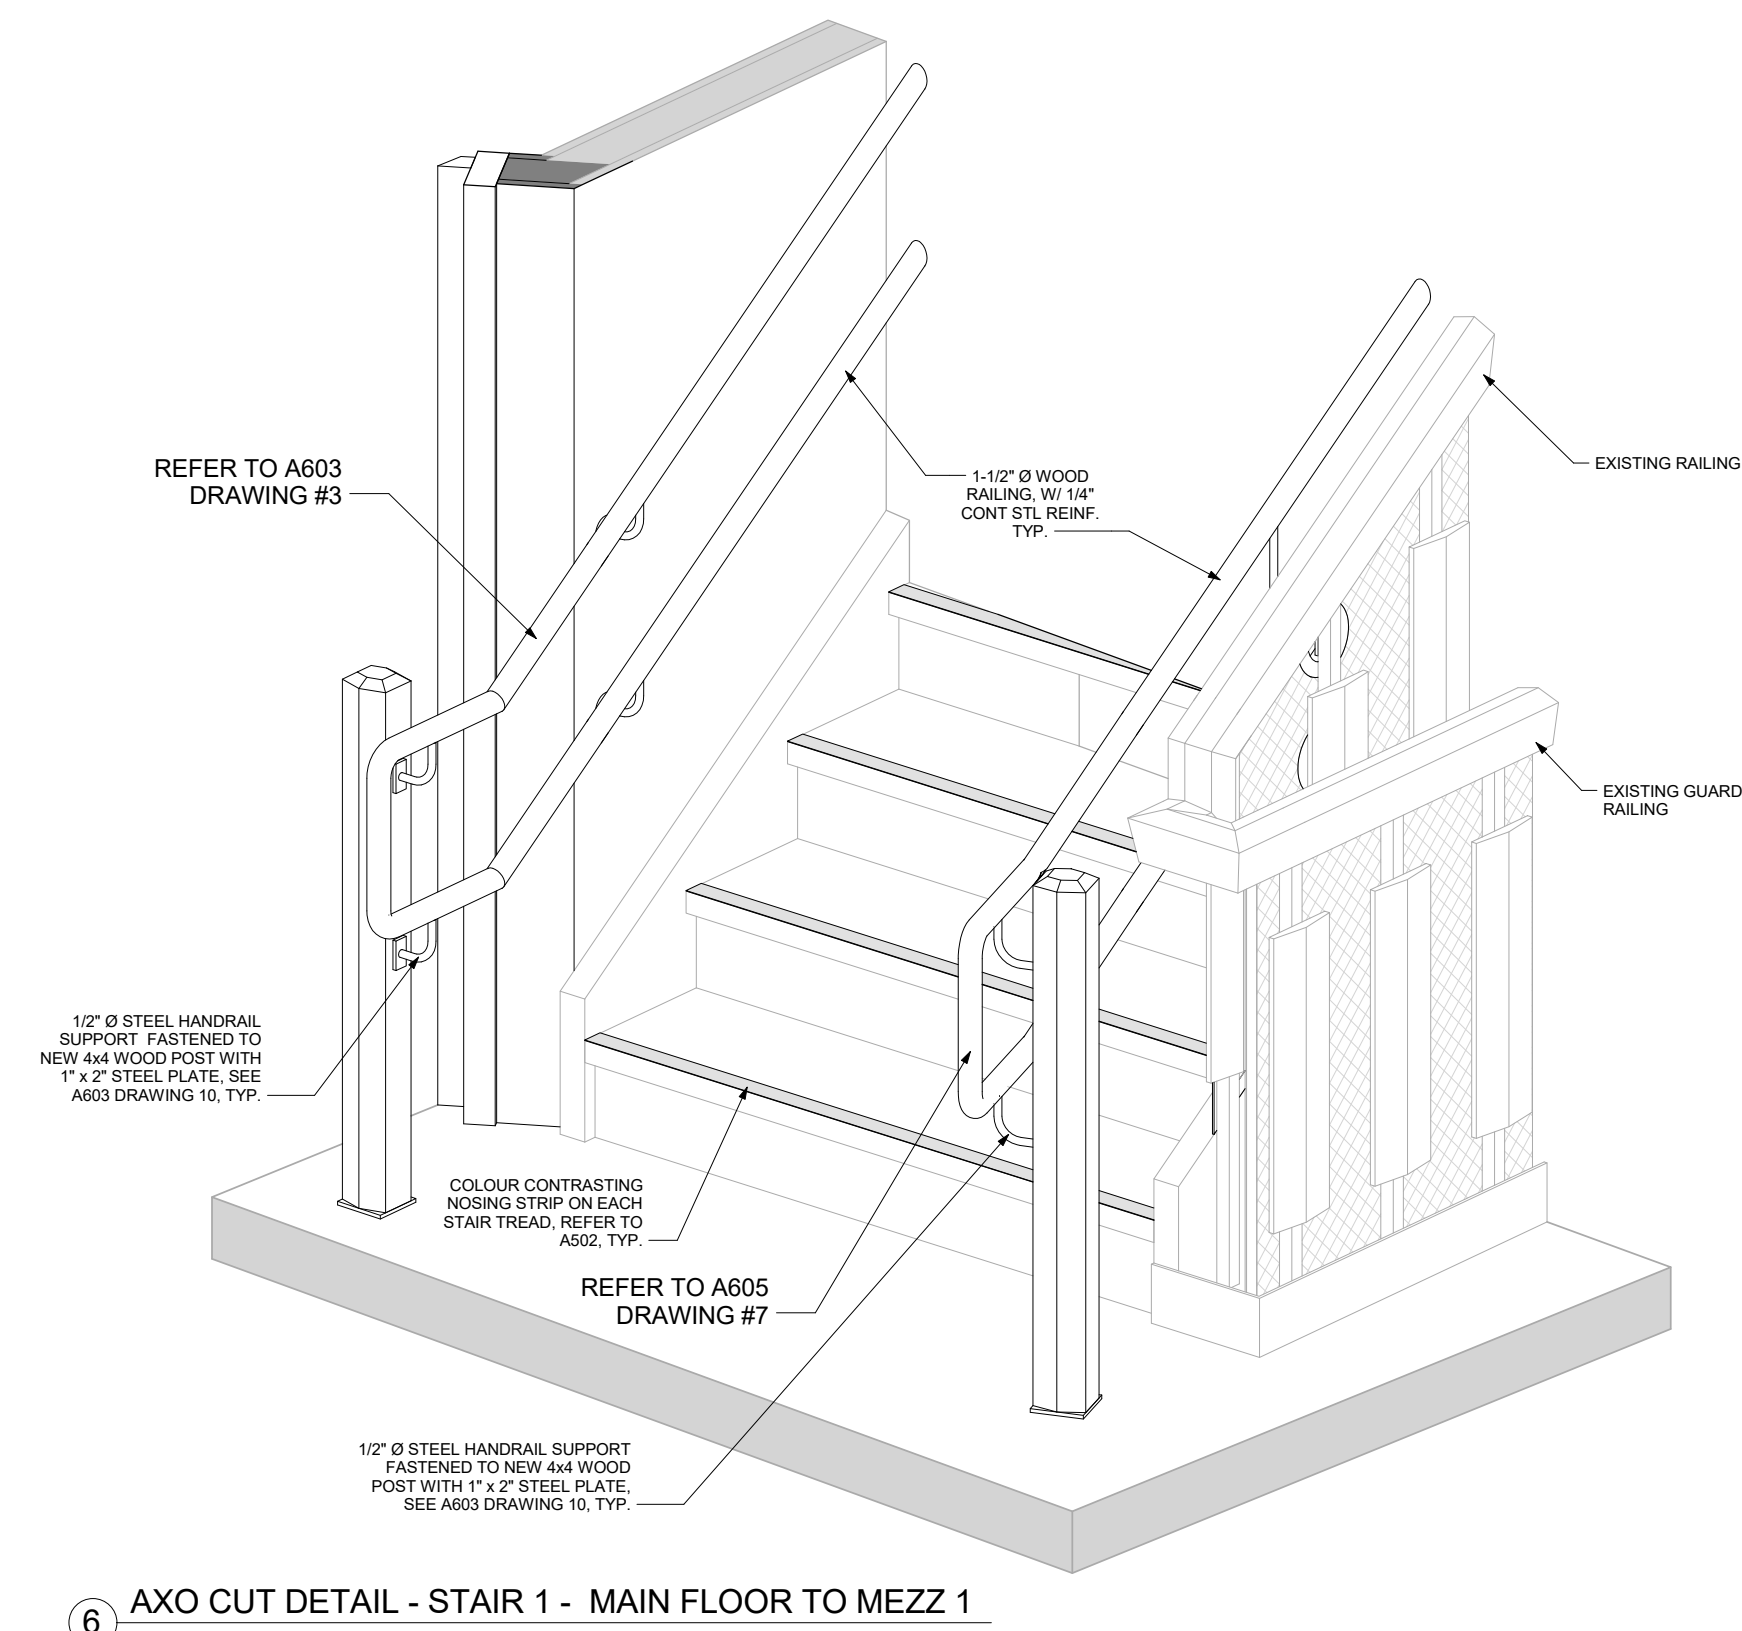 REFER TO A603
DRAWING #3
1-1/2" Ø WOOD
RAILING, W/ 1/4"
CONT STL REINF.
TYP.
EXISTING RAILING
EXISTING GUARD
RAILING
1/2" Ø STEEL HANDRAIL
SUPPORT FASTENED TO
NEW 4x4 WOOD POST WITH
1" x 2" STEEL PLATE, SEE
A603 DRAWING 10, TYP.
COLOUR CONTRASTING
NOSING STRIP ON EACH
STAIR TREAD, REFER TO
A502, TYP.
REFER TO A605
DRAWING #7
1/2" Ø STEEL HANDRAIL SUPPORT
FASTENED TO NEW 4x4 WOOD
POST WITH 1" x 2" STEEL PLATE,
SEE A603 DRAWING 10, TYP.
6 AXO CUT DETAIL - STAIR 1 - MAIN FLOOR TO MEZZ 1